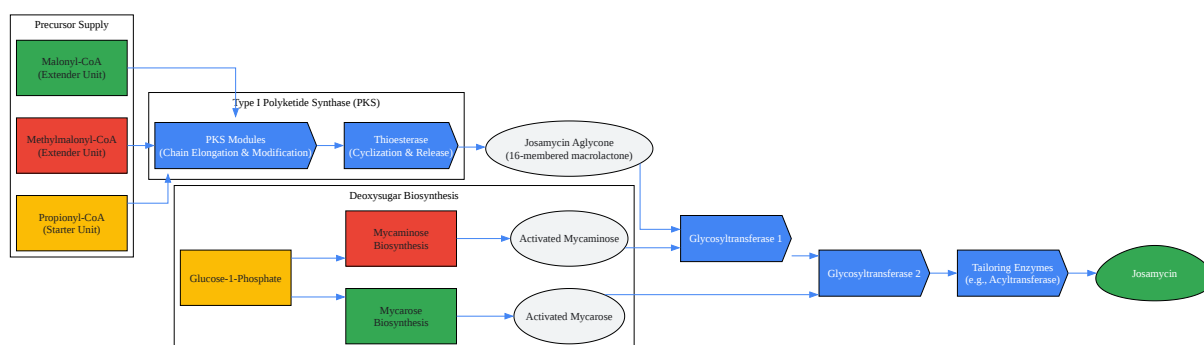 Precursor Supply
Malonyl-CoA
(Extender Unit)
Methylmalonyl-CoA
(Extender Unit)
Propionyl-CoA
(Starter Unit)
Type I Polyketide Synthase (PKS)
PKS Modules
(Chain Elongation & Modification)
Thioesterase
(Cyclization & Release)
Josamycin Aglycone
(16-membered macrolactone)
Deoxysugar Biosynthesis
Glucose-1-Phosphate
Mycaminose
Biosynthesis
Activated Mycaminose
Mycarose
Biosynthesis
Activated Mycarose
Glycosyltransferase 1
Glycosyltransferase 2
Tailoring Enzymes
(e.g., Acyltransferase)
Josamycin